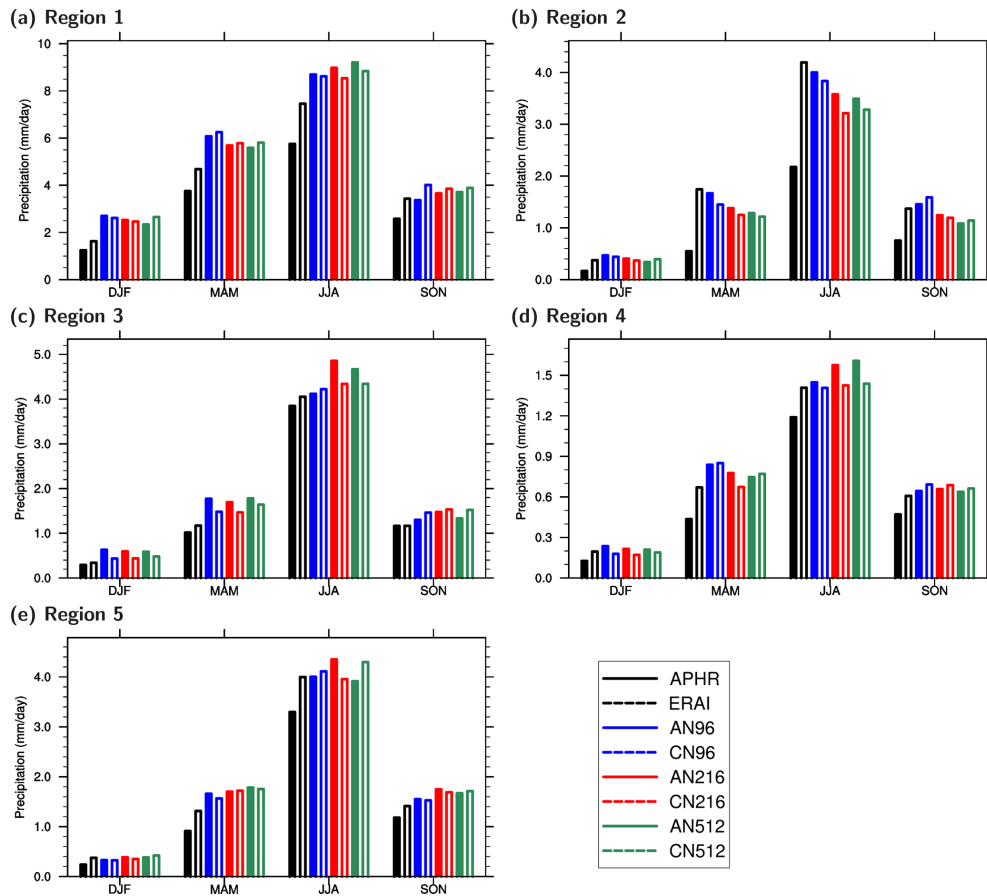 (a) Region 1
Precipitation (mm/day)
10
8
6
4
2
0
DJF MAM JJA SON
(b) Region 2
Precipitation (mm/day)
4.0
3.0
2.0
1.0
0.0
DJF MAM JJA SON
(c) Region 3
Precipitation (mm/day)
5.0
4.0
3.0
2.0
1.0
0.0
DJF MAM JJA SON
(d) Region 4
Precipitation (mm/day)
1.5
1.2
0.9
0.6
0.3
0.0
DJF MAM JJA SON
(e) Region 5
Precipitation (mm/day)
4.0
3.0
2.0
1.0
0.0
DJF MAM JJA SON
APHR
ERAI
AN96
CN96
AN216
CN216
AN512
CN512